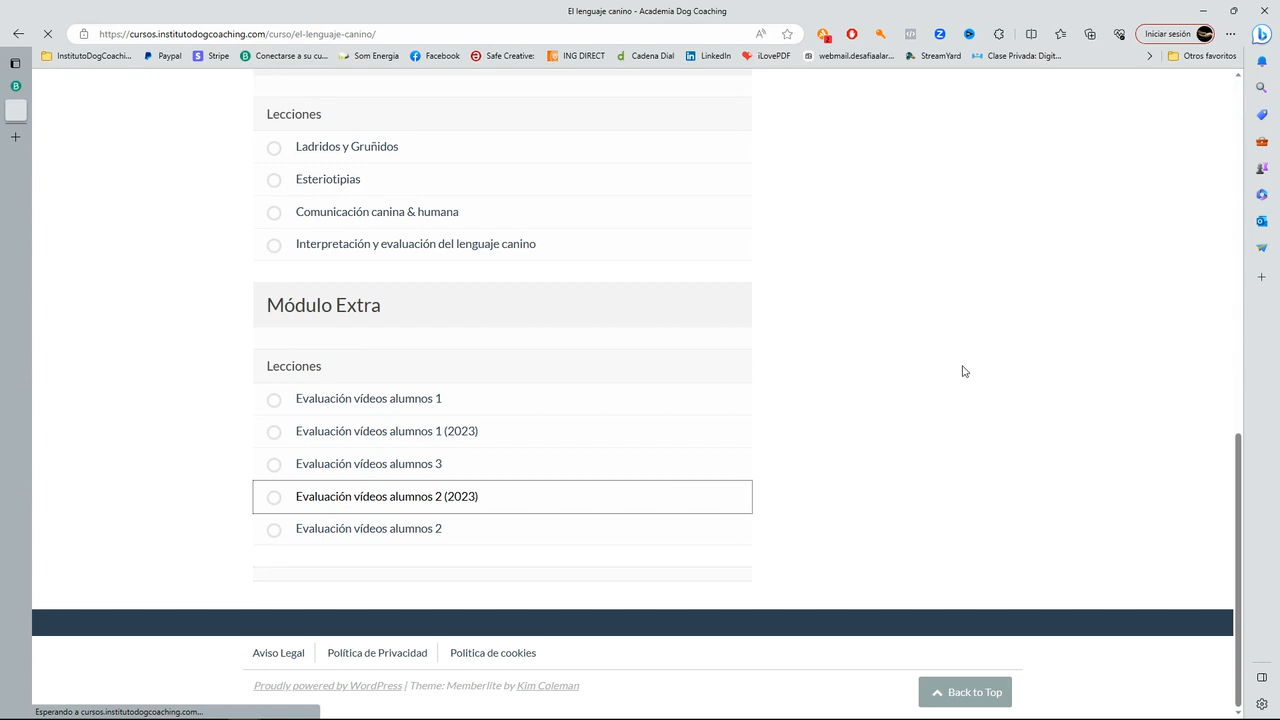 El lenguaje canino - Academia Dog Coaching
https://cursos.institutodogcoaching.com/curso/el-lenguaje-canino/
Iniciar sesión
InstitutoDogCoachi... Paypal Stripe Conectarse a su cu... Som Energia Facebook Safe Creative: ING DIRECT Cadena Dial LinkedIn iLovePDF webmail.desafiaalar... StreamYard Clase Privada: Digit... Otros favoritos
Lecciones
Ladridos y Gruñidos
Esteriotipias
Comunicación canina & humana
Interpretación y evaluación del lenguaje canino
Módulo Extra
Lecciones
Evaluación vídeos alumnos 1
Evaluación vídeos alumnos 1 (2023)
Evaluación vídeos alumnos 3
Evaluación vídeos alumnos 2 (2023)
Evaluación vídeos alumnos 2
Aviso Legal Política de Privacidad Politica de cookies
Proudly powered by WordPress | Theme: Memberlite by Kim Coleman
Back to Top
Esperando a cursos.institutodogcoaching.com...